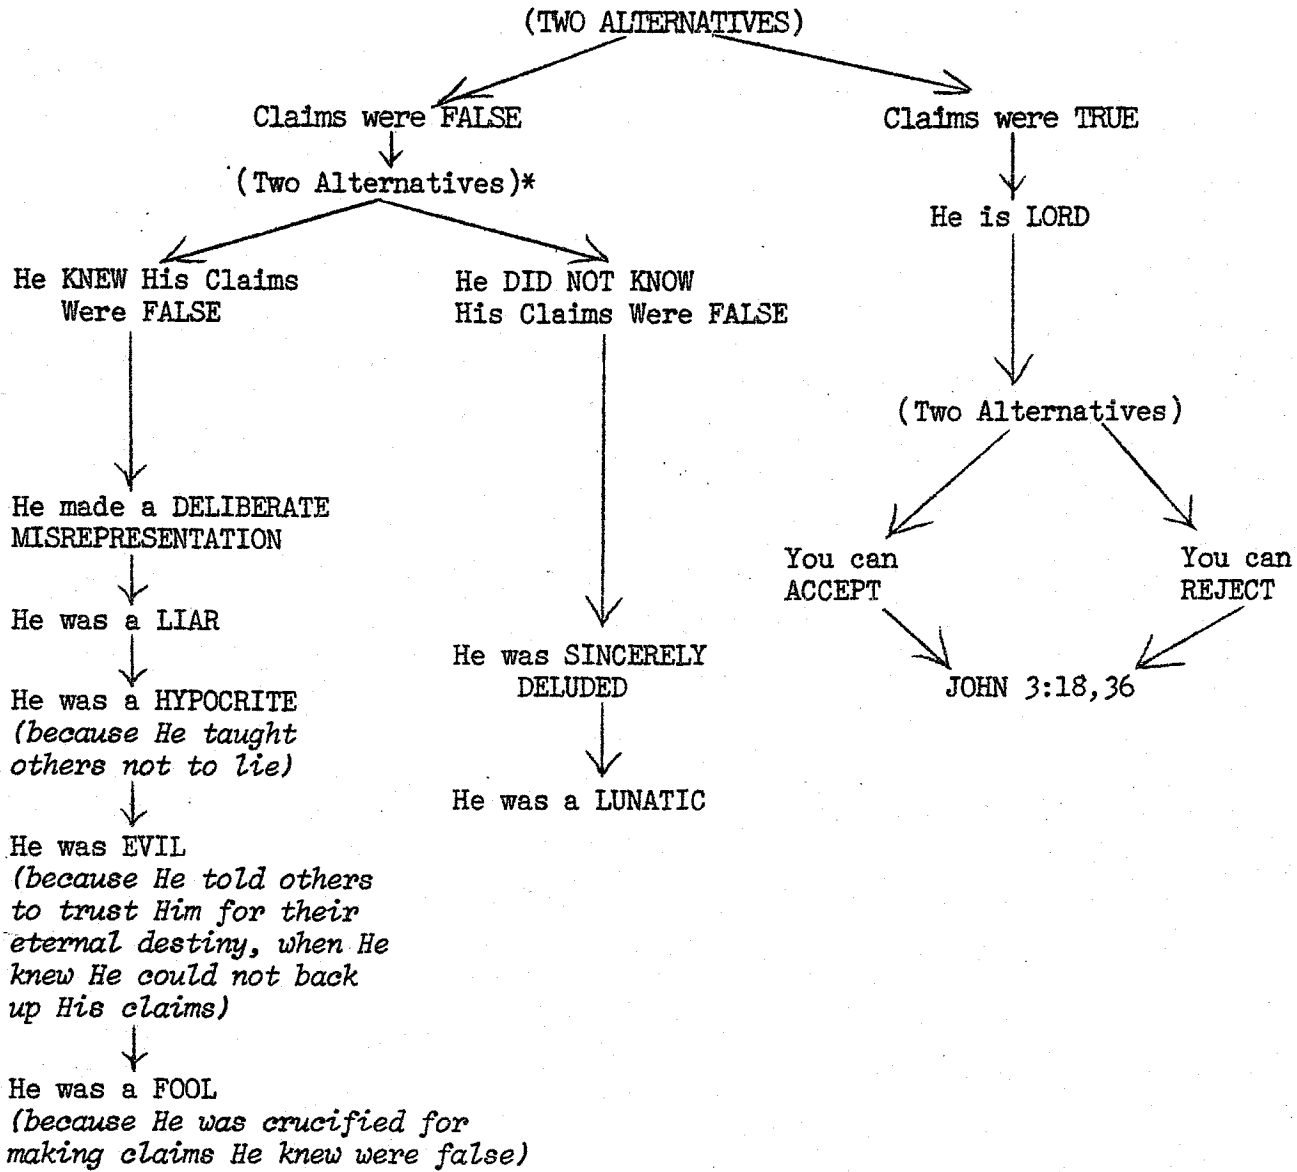 (TWO ALTERNATIVES)
Claims were FALSE
Claims were TRUE
(Two Alternatives)*
He is LORD
He KNEW His Claims
Were FALSE
He DID NOT KNOW
His Claims Were FALSE
(Two Alternatives)
He made a DELIBERATE
MISREPRESENTATION
You can
ACCEPT
You can
REJECT
He was a LIAR
He was SINCERELY
DELUDED
JOHN 3:18,36
He was a HYPOCRITE
(because He taught
others not to lie)
He was a LUNATIC
He was EVIL
(because He told others
to trust Him for their
eternal destiny, when He
knew He could not back
up His claims)
He was a FOOL
(because He was crucified for
making claims He knew were false)